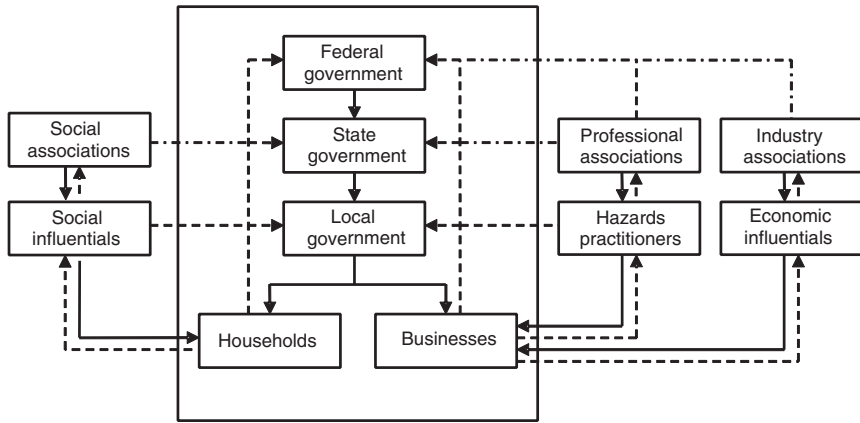 Federal
government
Social
associations
State
government
Professional
associations
Industry
associations
Social
influentials
Local
government
Hazards
practitioners
Economic
influentials
Households
Businesses